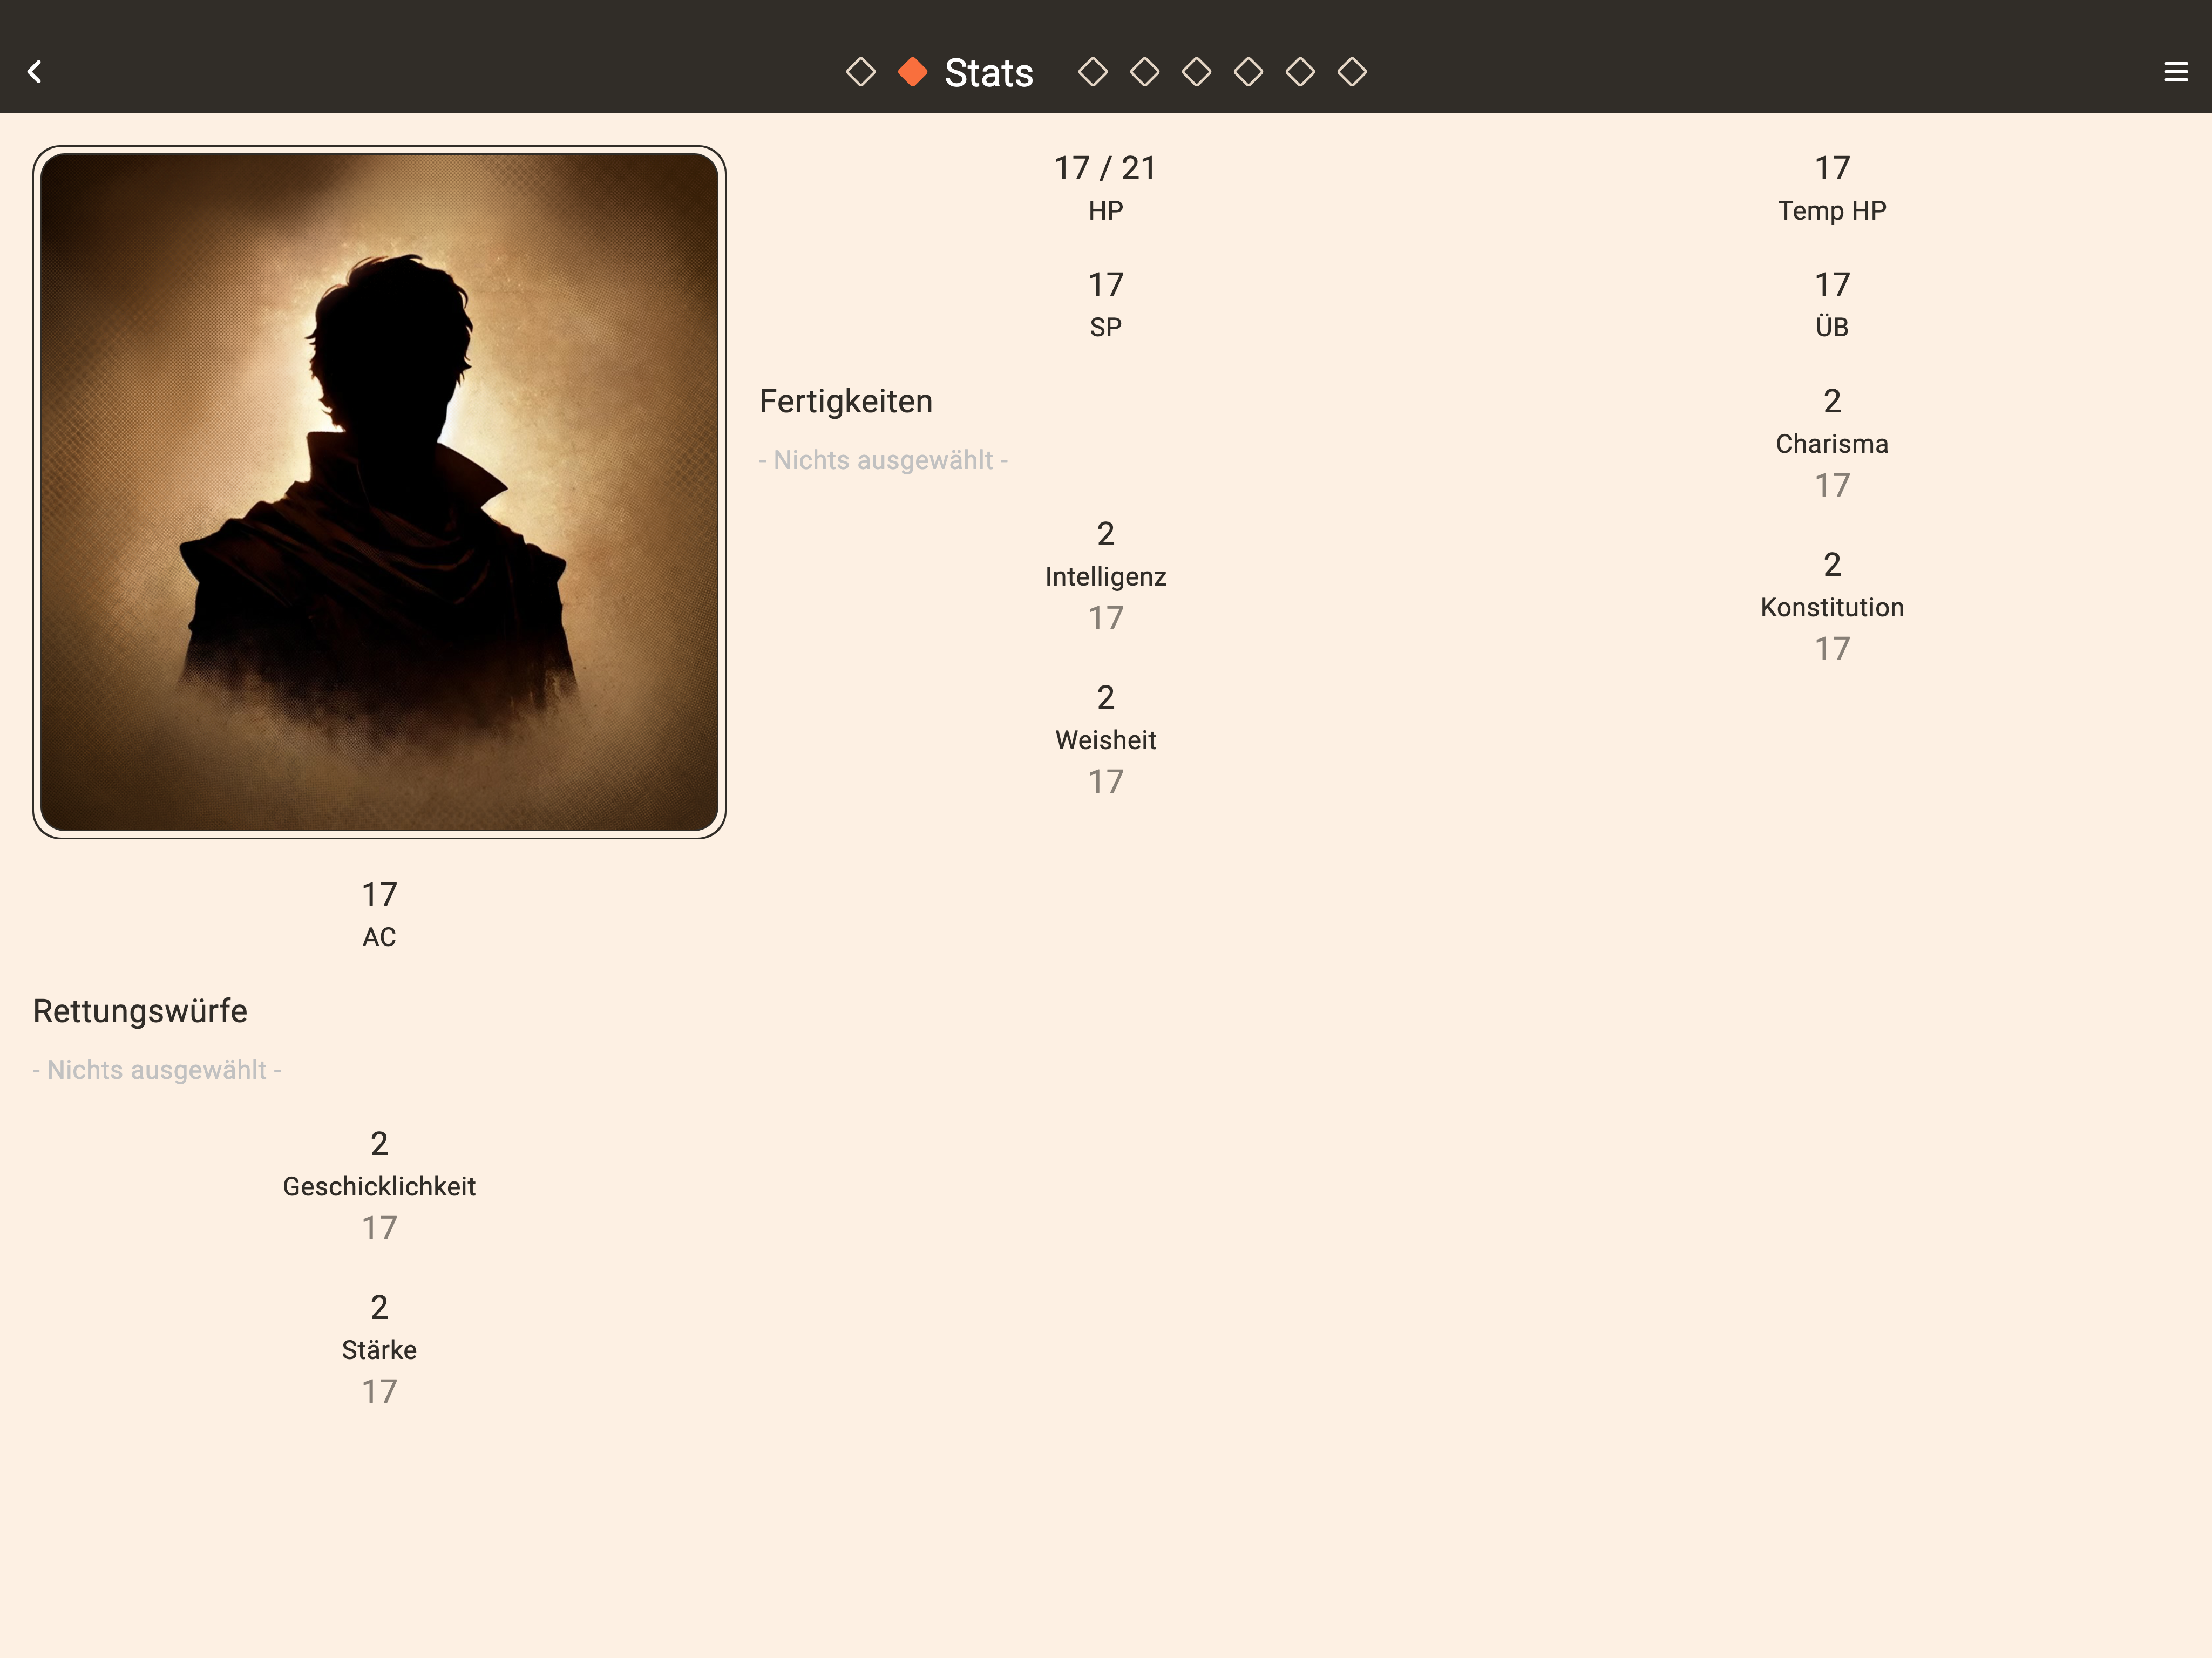 Stats
17 / 21
HP
17
Temp HP
17
SP
17
ÜB
Fertigkeiten
- Nichts ausgewählt -
2
Charisma
17
2
Intelligenz
17
2
Konstitution
17
2
Weisheit
17
17
AC
Rettungswürfe
- Nichts ausgewählt -
2
Geschicklichkeit
17
2
Stärke
17